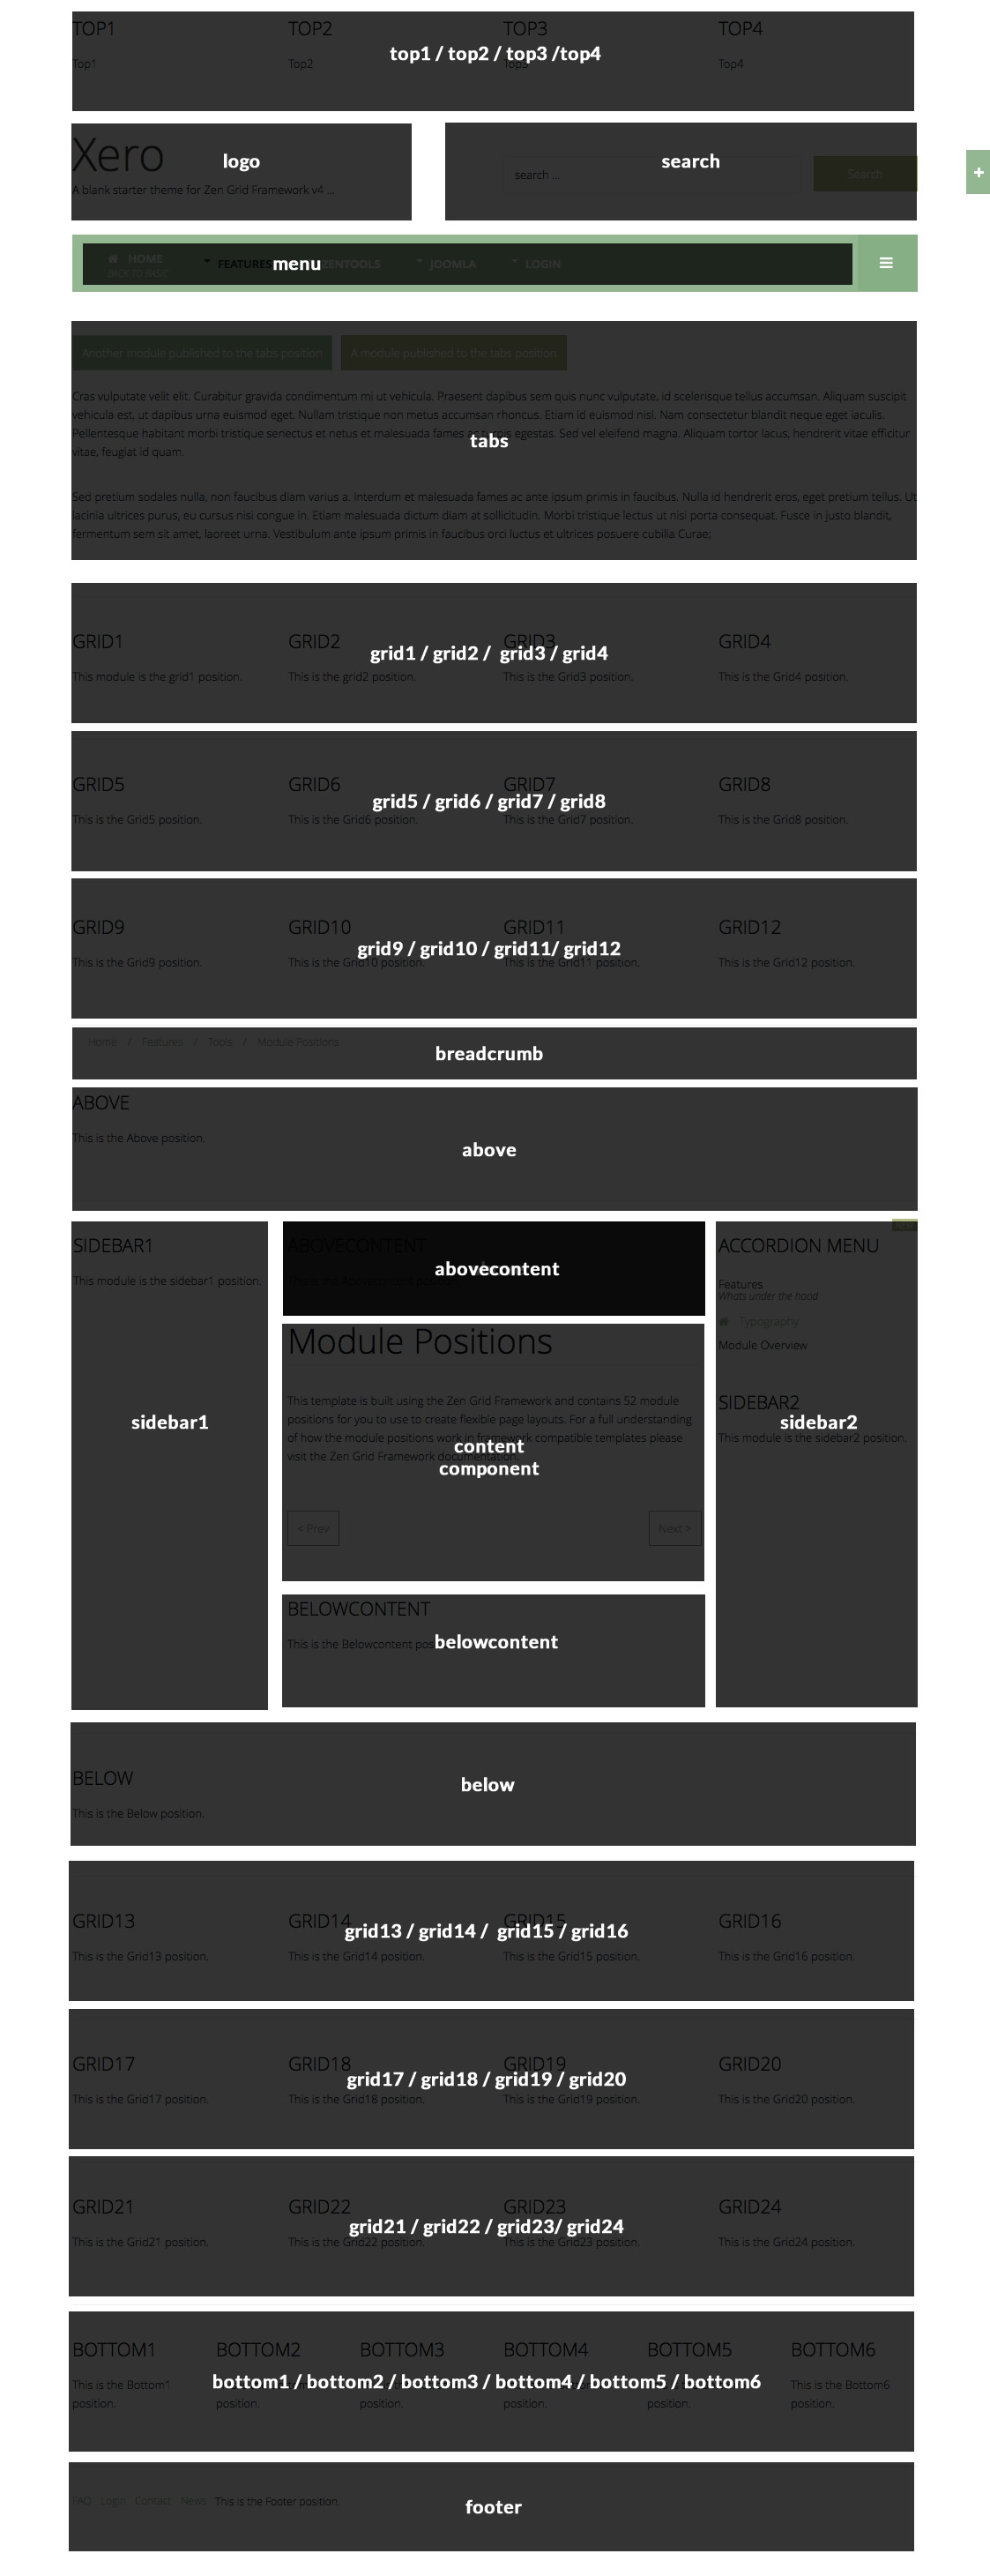 TOP1 TOP2 TOP3 TOP4
top1 / top2 / top3 /top4
Top1 Top2 Top3 Top4
Xero
logo
search
search ... Search
A blank starter theme for Zen Grid Framework v4 ...
HOME FEATURES ZENTOOLS JOOMLA LOGIN
menu
BACK TO BASIC
Another module published to the tabs position A module published to the tabs position
Cras vulputate velit elit. Curabitur gravida condimentum mi ut vehicula. Praesent dapibus sem quis nunc vulputate, id scelerisque tellus accumsan. Aliquam suscipit
vehicula est, ut dapibus urna euismod eget. Nullam tristique non metus accumsan rhoncus. Etiam id euismod nisl. Nam consectetur blandit neque eget iaculis.
Pellentesque habitant morbi tristique senectus et netus et malesuada fames ac turpis egestas. Sed vel eleifend magna. Aliquam tortor lacus, hendrerit vitae efficitur
tabs
vitae, feugiat id quam.
Sed pretium sodales nulla, non faucibus diam varius a. Interdum et malesuada fames ac ante ipsum primis in faucibus. Nulla id hendrerit eros, eget pretium tellus. Ut
lacinia ultrices purus, eu cursus nisi congue in. Etiam malesuada dictum diam at sollicitudin. Morbi tristique lectus ut nisi porta consequat. Fusce in justo blandit,
fermentum sem sit amet, laoreet urna. Vestibulum ante ipsum primis in faucibus orci luctus et ultrices posuere cubilia Curae;
GRID1 GRID2 GRID3 GRID4
grid1 / grid2 / grid3 / grid4
This module is the grid1 position. This is the grid2 position. This is the Grid3 position. This is the Grid4 position.
GRID5 GRID6 GRID7 GRID8
grid5 / grid6 / grid7 / grid8
This is the Grid5 position. This is the Grid6 position. This is the Grid7 position. This is the Grid8 position.
GRID9 GRID10 GRID11 GRID12
grid9 / grid10 / grid11/ grid12
This is the Grid9 position. This is the Grid10 position. This is the Grid11 position. This is the Grid12 position.
Home / Features / Tools / Module Positions
breadcrumb
ABOVE
This is the Above position.
above
SIDEBAR1
This module is the sidebar1 position.
sidebar1
ABOVECONTENT
abovecontent
Module Positions
This template is built using the Zen Grid Framework and contains 52 module
positions for you to use to create flexible page layouts. For a full understanding
of how the module positions work in framework compatible templates please
visit the Zen Grid Framework documentation.
content
component
< Prev Next >
BELOWCONTENT
This is the Belowcontent pos
belowcontent
ACCORDION MENU
Features
Whats under the hood
Typography
Module Overview
SIDEBAR2
sidebar2
This module is the sidebar2 position.
BELOW
below
This is the Below position.
GRID13 GRID14 GRID15 GRID16
grid13 / grid14 / grid15 / grid16
This is the Grid13 position. This is the Grid14 position. This is the Grid15 position. This is the Grid16 position.
GRID17 GRID18 GRID19 GRID20
grid17 / grid18 / grid19 / grid20
This is the Grid17 position. This is the Grid18 position. This is the Grid19 position. This is the Grid20 position.
GRID21 GRID22 GRID23 GRID24
grid21 / grid22 / grid23/ grid24
This is the Grid21 position. This is the Grid22 position. This is the Grid23 position. This is the Grid24 position.
BOTTOM1 BOTTOM2 BOTTOM3 BOTTOM4 BOTTOM5 BOTTOM6
bottom1 / bottom2 / bottom3 / bottom4 / bottom5 / bottom6
This is the Bottom1 This is the Bottom6
position. position. position. position. position. position.
FAQ Login Contact News This is the Footer position.
footer